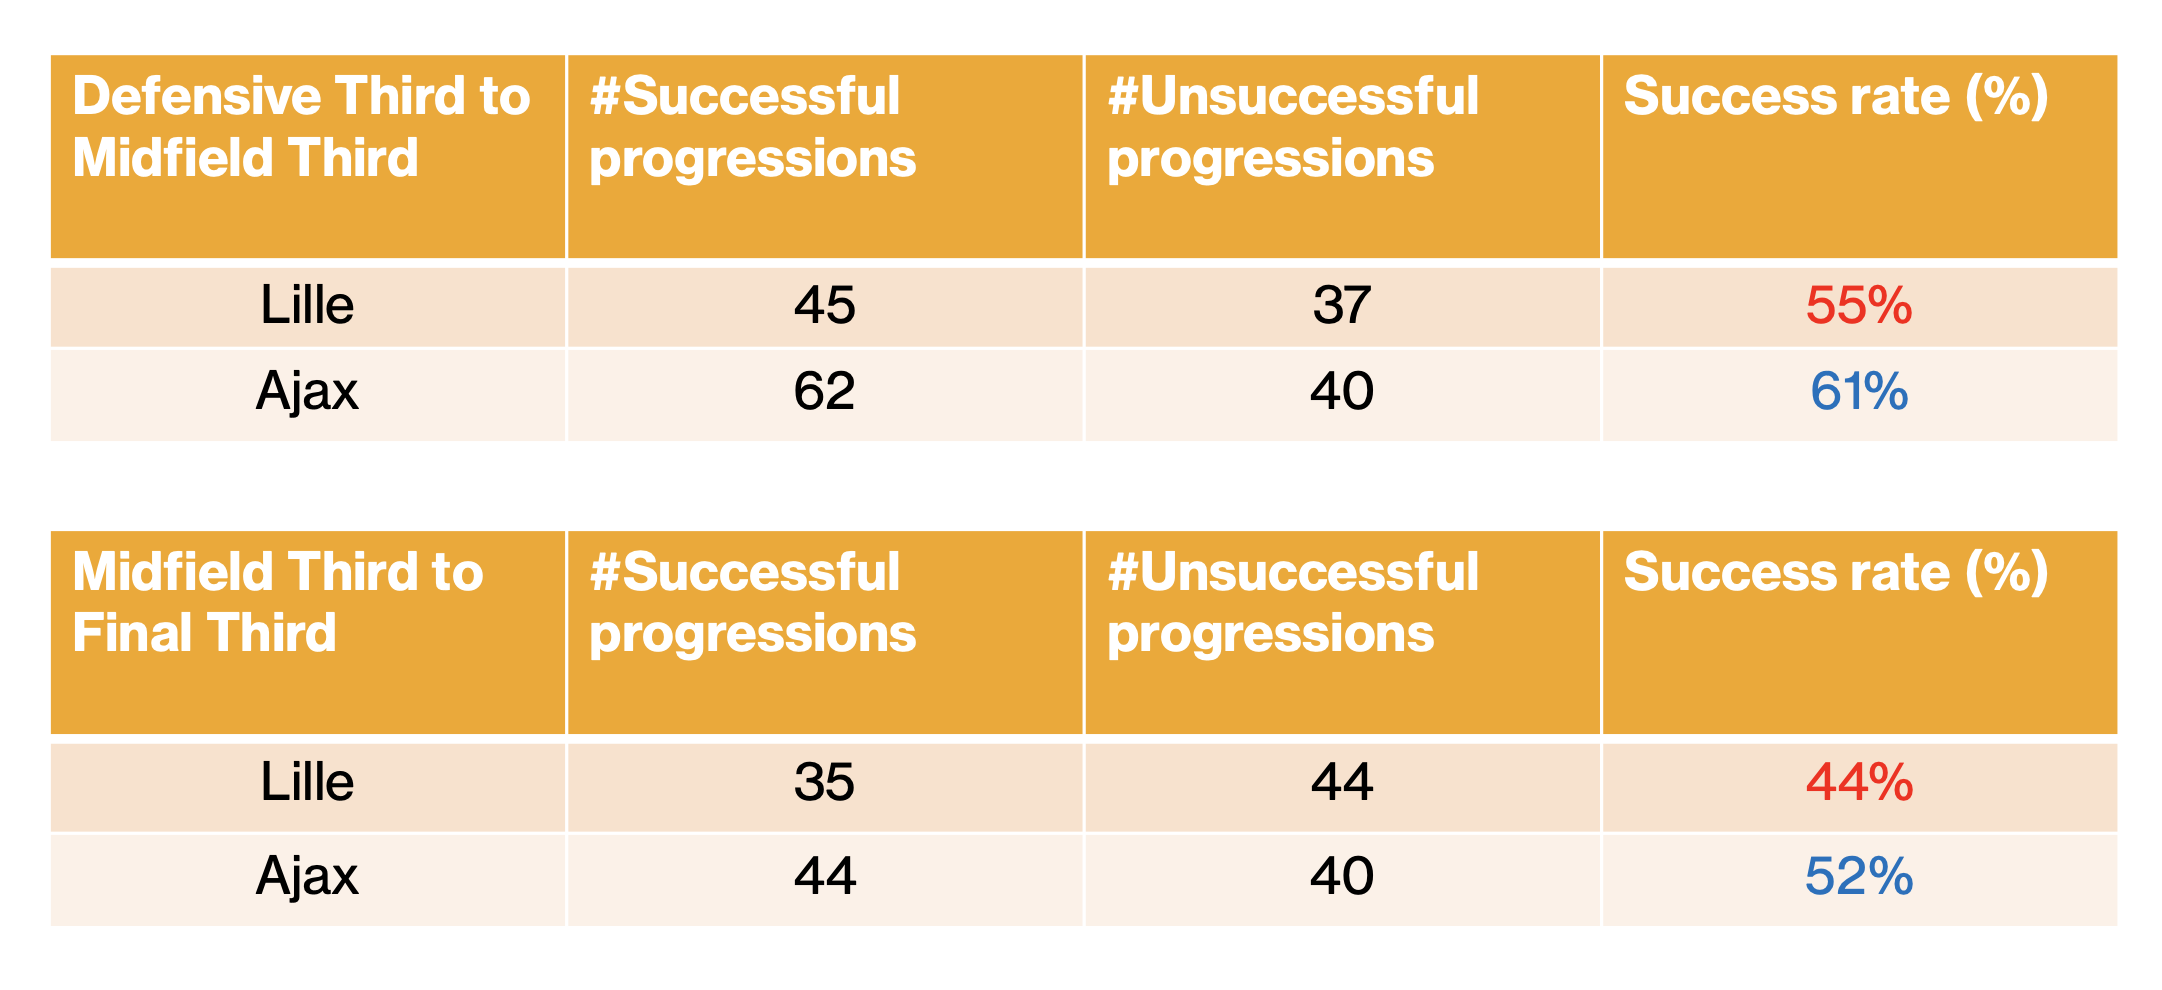 Defensive Third to #Successful #Unsuccessful Success rate (%)
Midfield Third progressions progressions
Lille 45 37 55%
Ajax 62 40 61%
Midfield Third to #Successful #Unsuccessful Success rate (%)
Final Third progressions progressions
Lille 35 44 44%
Ajax 44 40 52%